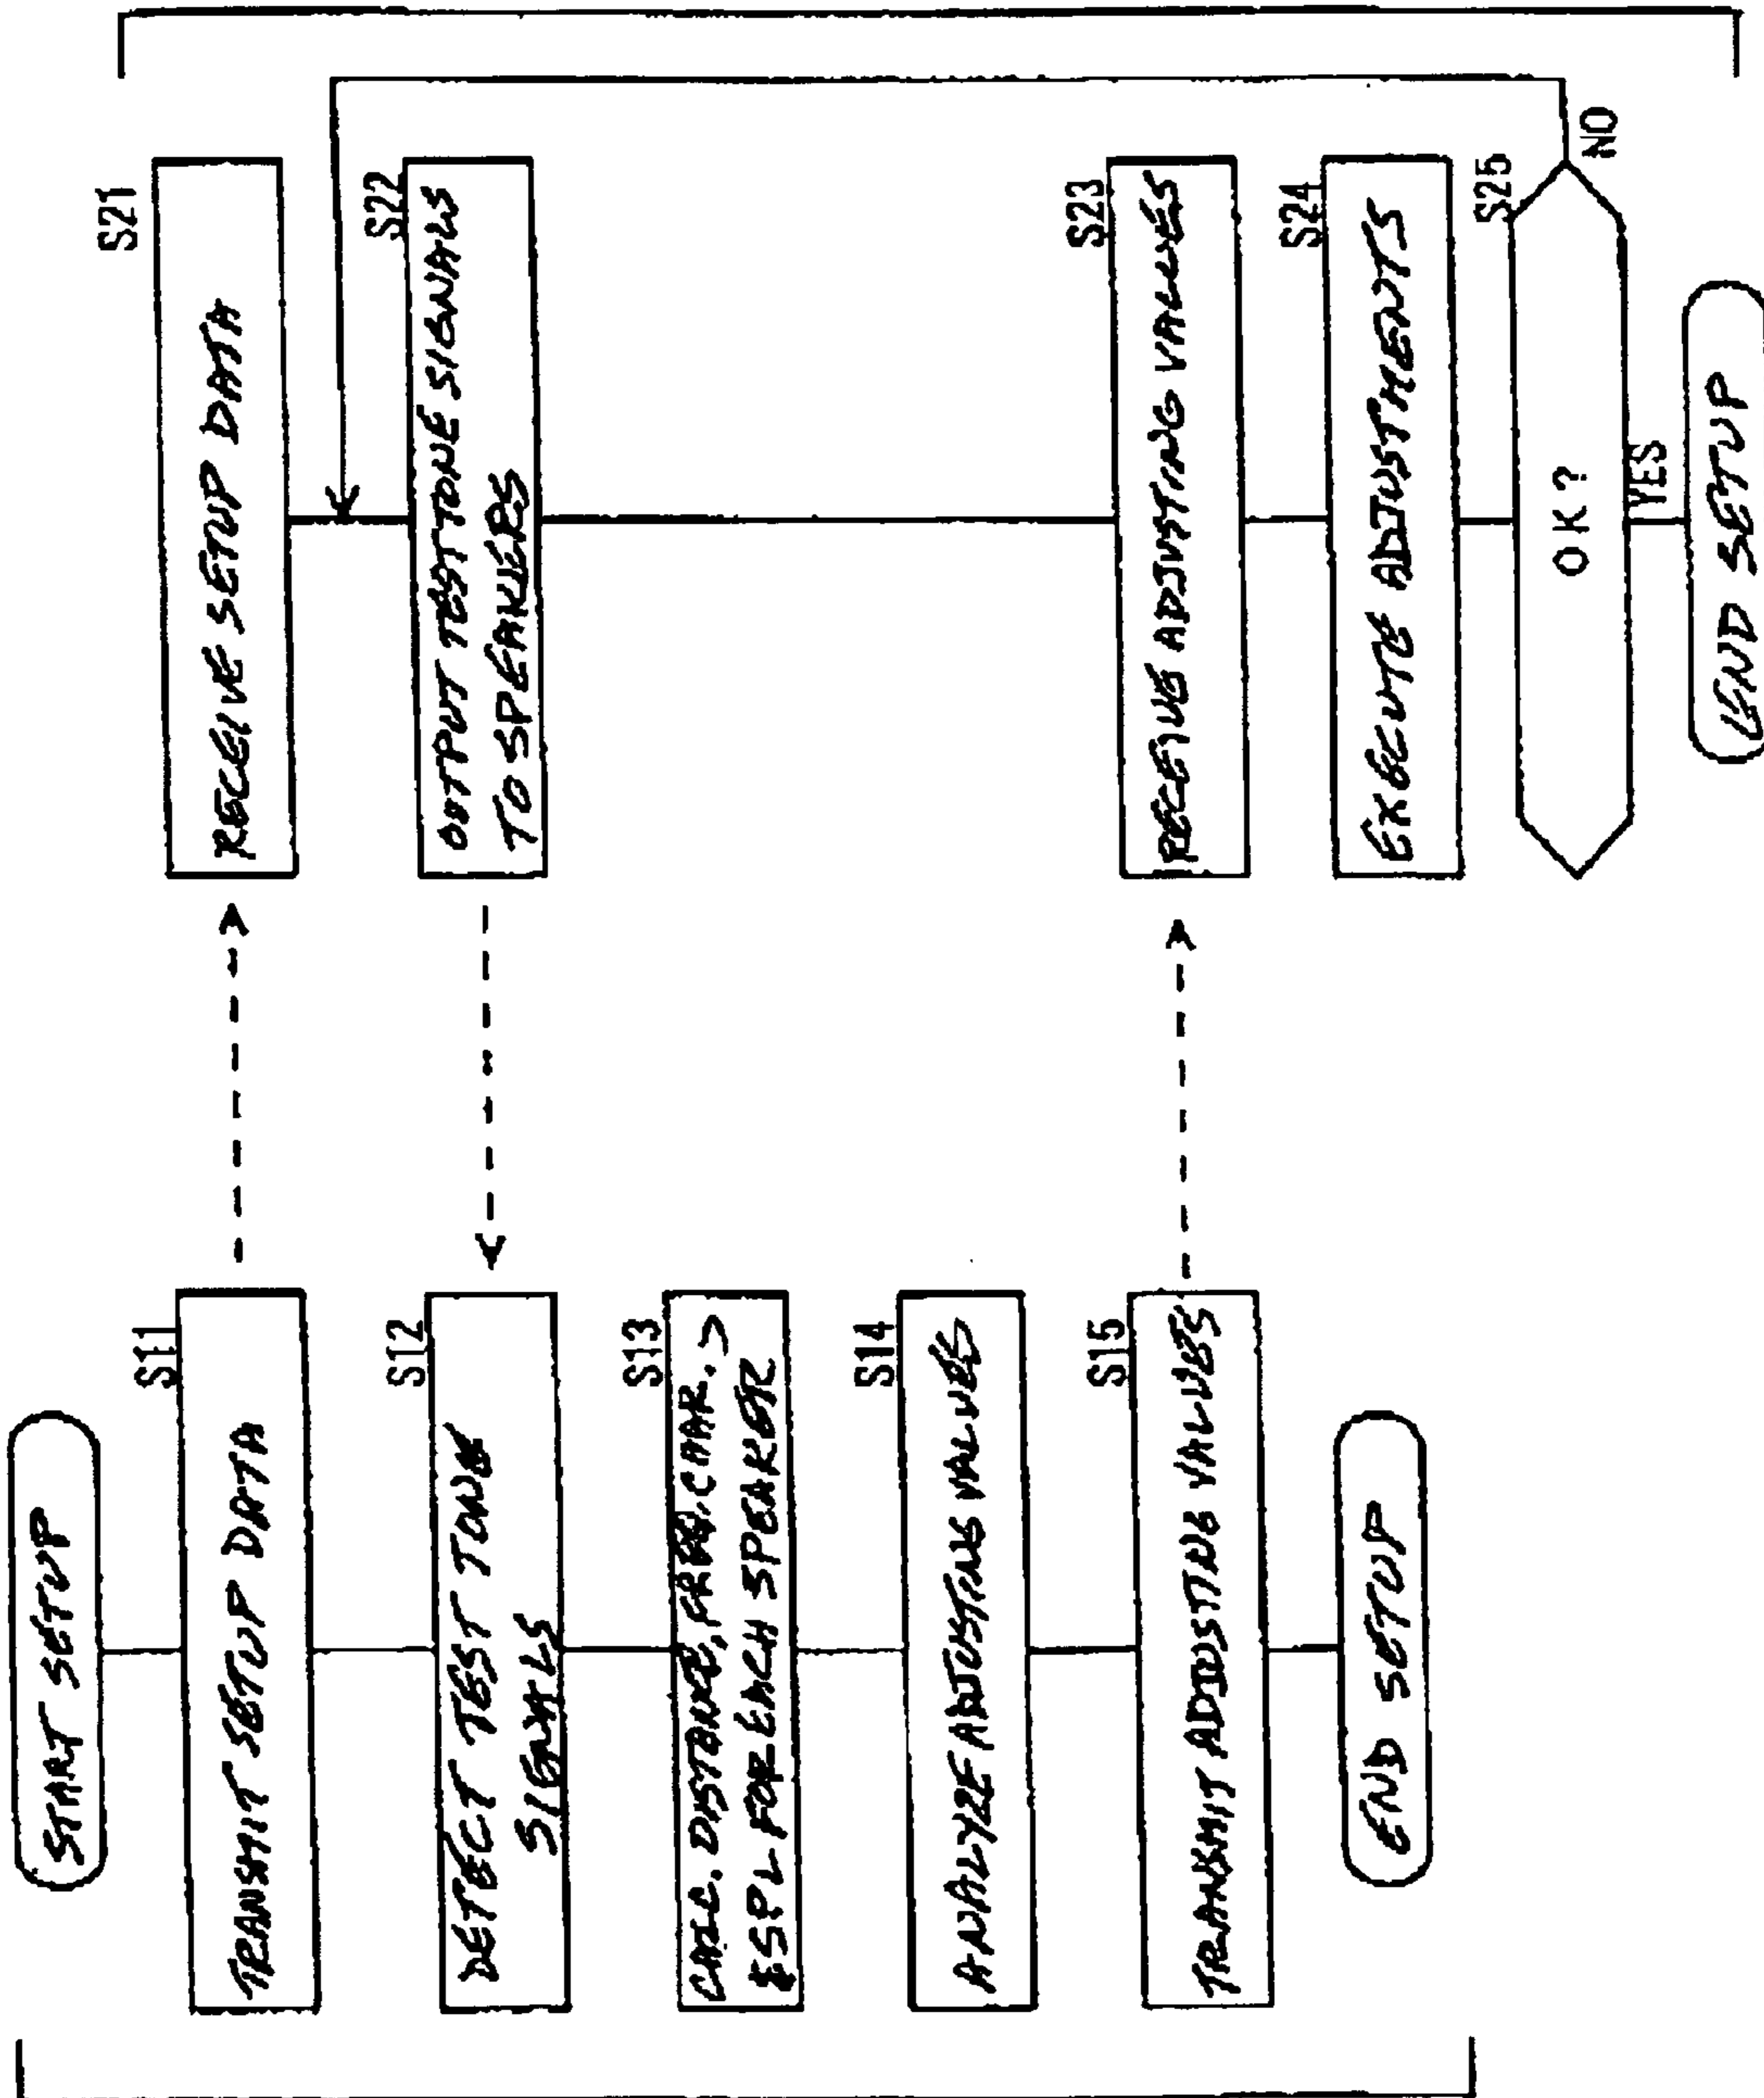 START SETUP
S11
TRANSMIT SETUP DATA
S12
DETECT TEST TONE
SIGNALS
S13
CALC. DISTANCE, FREQ. CHAR. >
& SPL FOR EACH SPEAKER
S14
ANALYZE ADJUSTING VALUES
S15
TRANSMIT ADJUSTING VALUES
END SETUP
S21
RECEIVE SETUP DATA
S22
OUTPUT TEST TONE SIGNALS
TO SPEAKERS
S23
RECEIVE ADJUSTING VALUES
S24
EXECUTE ADJUSTMENTS
S25
OK?
NO
YES
END SETUP